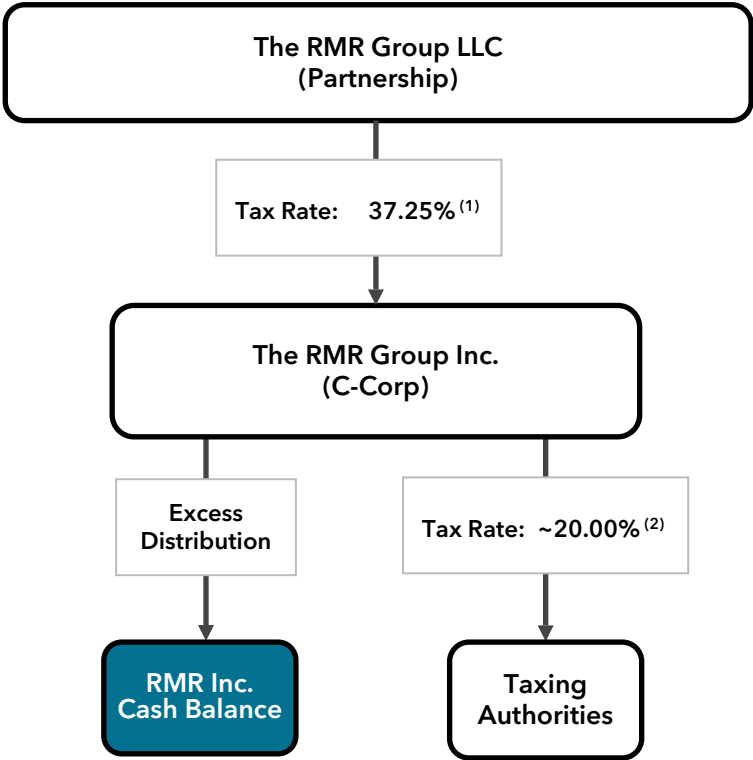 The RMR Group LLC
(Partnership)
Tax Rate: 37.25% (1)
The RMR Group Inc.
(C-Corp)
Excess
Distribution
Tax Rate: ~20.00% (2)
RMR Inc.
Cash Balance
Taxing
Authorities